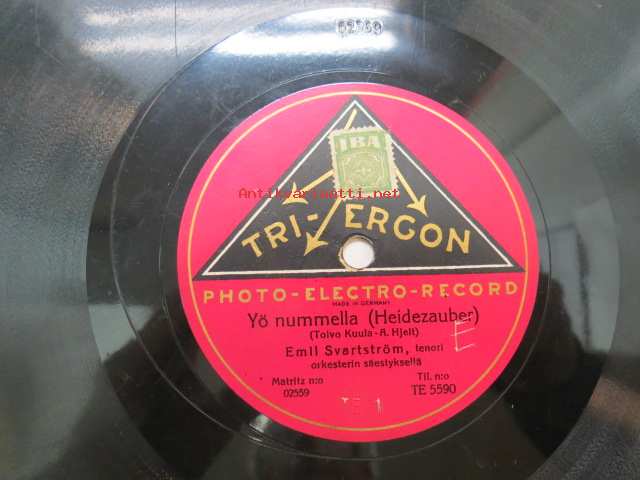 02559
IBA
Antikvariaatti.net
TRI-ERGON
PHOTO-ELECTRO-RECORD
MADE IN GERMANY
Yö nummella (Heidezauber)
(Toivo Kuula-A. Hjelt)
E
Emil Svartström, tenori
orkesterin säestyksellä
Matritz n:o
02559
Til. n:o
TE 5590